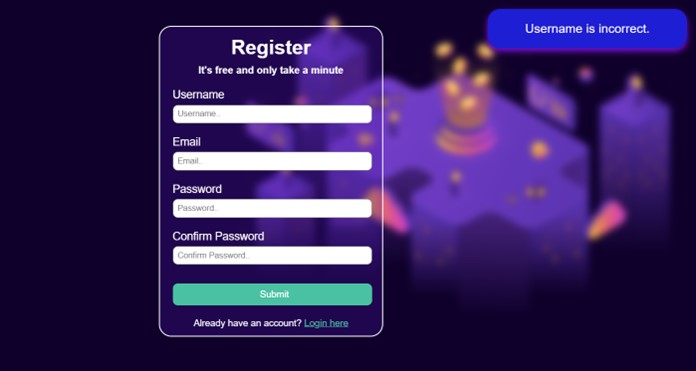 Username is incorrect.
Register
It's free and only take a minute
Username
Username..
Email
Email..
Password
Password..
Confirm Password
Confirm Password..
Submit
Already have an account? Login here